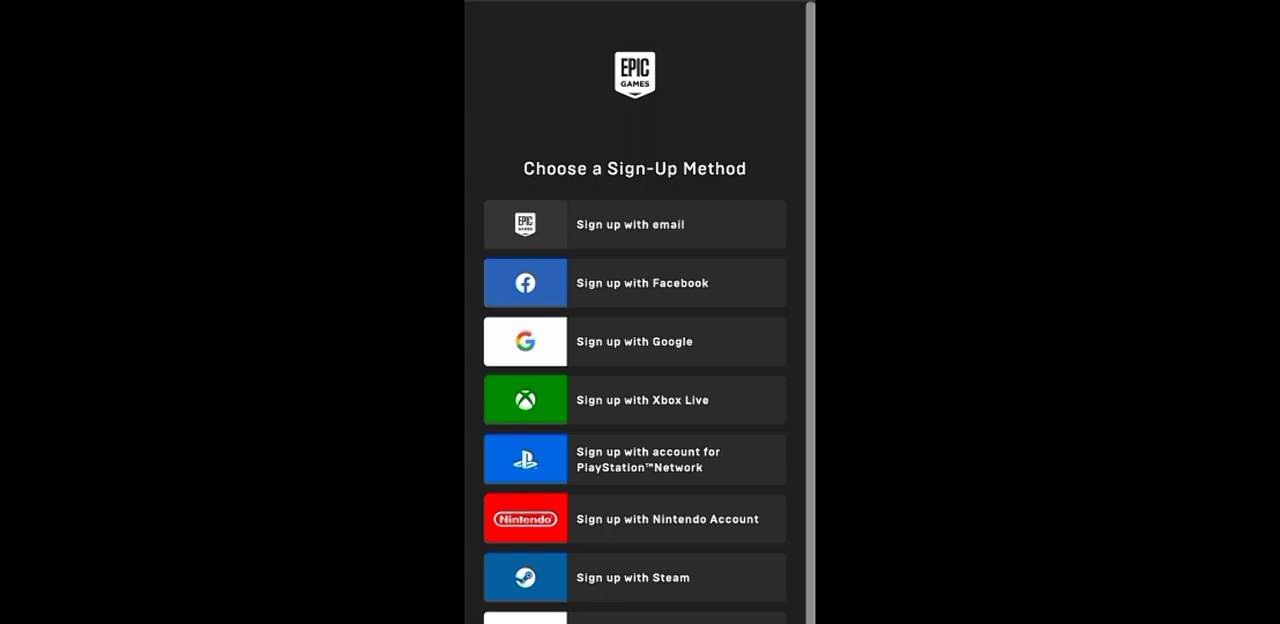 EPIC
GAMES
Choose a Sign-Up Method
EPIC
GAMES
Sign up with email
Sign up with Facebook
Sign up with Google
Sign up with Xbox Live
Sign up with account for
PlayStation™Network
Nintendo
Sign up with Nintendo Account
Sign up with Steam